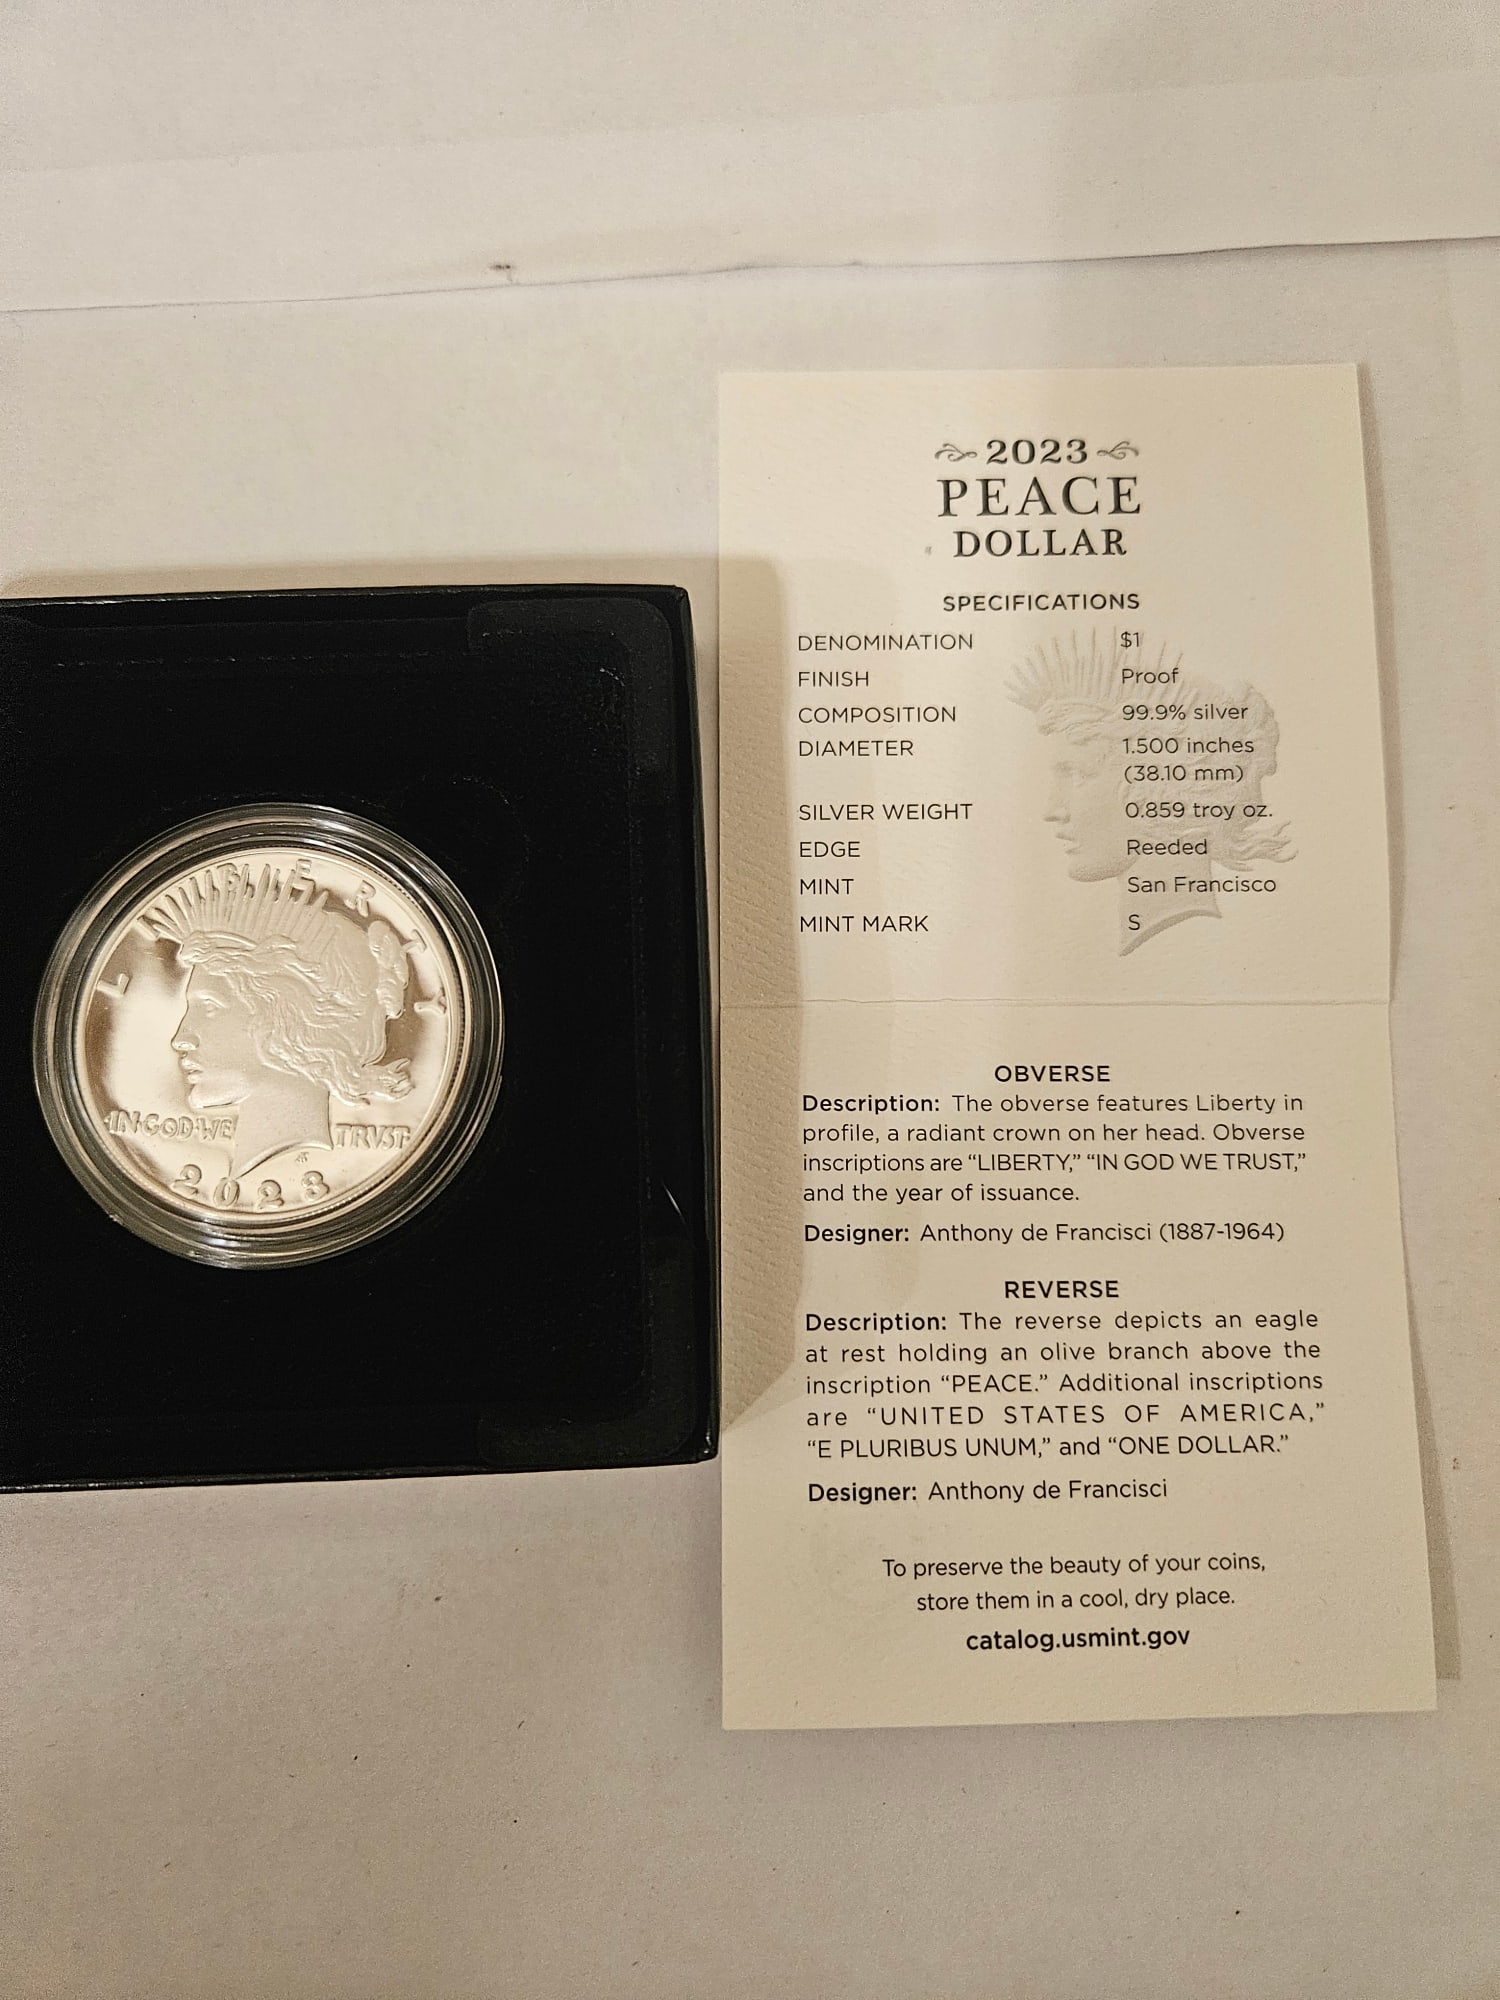 LIBERTY
IN GOD WE TRVST
2023
2023
PEACE
DOLLAR
SPECIFICATIONS
DENOMINATION $1
FINISH Proof
COMPOSITION 99.9% silver
DIAMETER 1.500 inches
(38.10 mm)
SILVER WEIGHT 0.859 troy oz.
EDGE Reeded
MINT San Francisco
MINT MARK S
OBVERSE
Description: The obverse features Liberty in
profile, a radiant crown on her head. Obverse
inscriptions are “LIBERTY,” “IN GOD WE TRUST,”
and the year of issuance.
Designer: Anthony de Francisci (1887-1964)
REVERSE
Description: The reverse depicts an eagle
at rest holding an olive branch above the
inscription “PEACE.” Additional inscriptions
are “UNITED STATES OF AMERICA,”
“E PLURIBUS UNUM,” and “ONE DOLLAR.”
Designer: Anthony de Francisci
To preserve the beauty of your coins,
store them in a cool, dry place.
catalog.usmint.gov